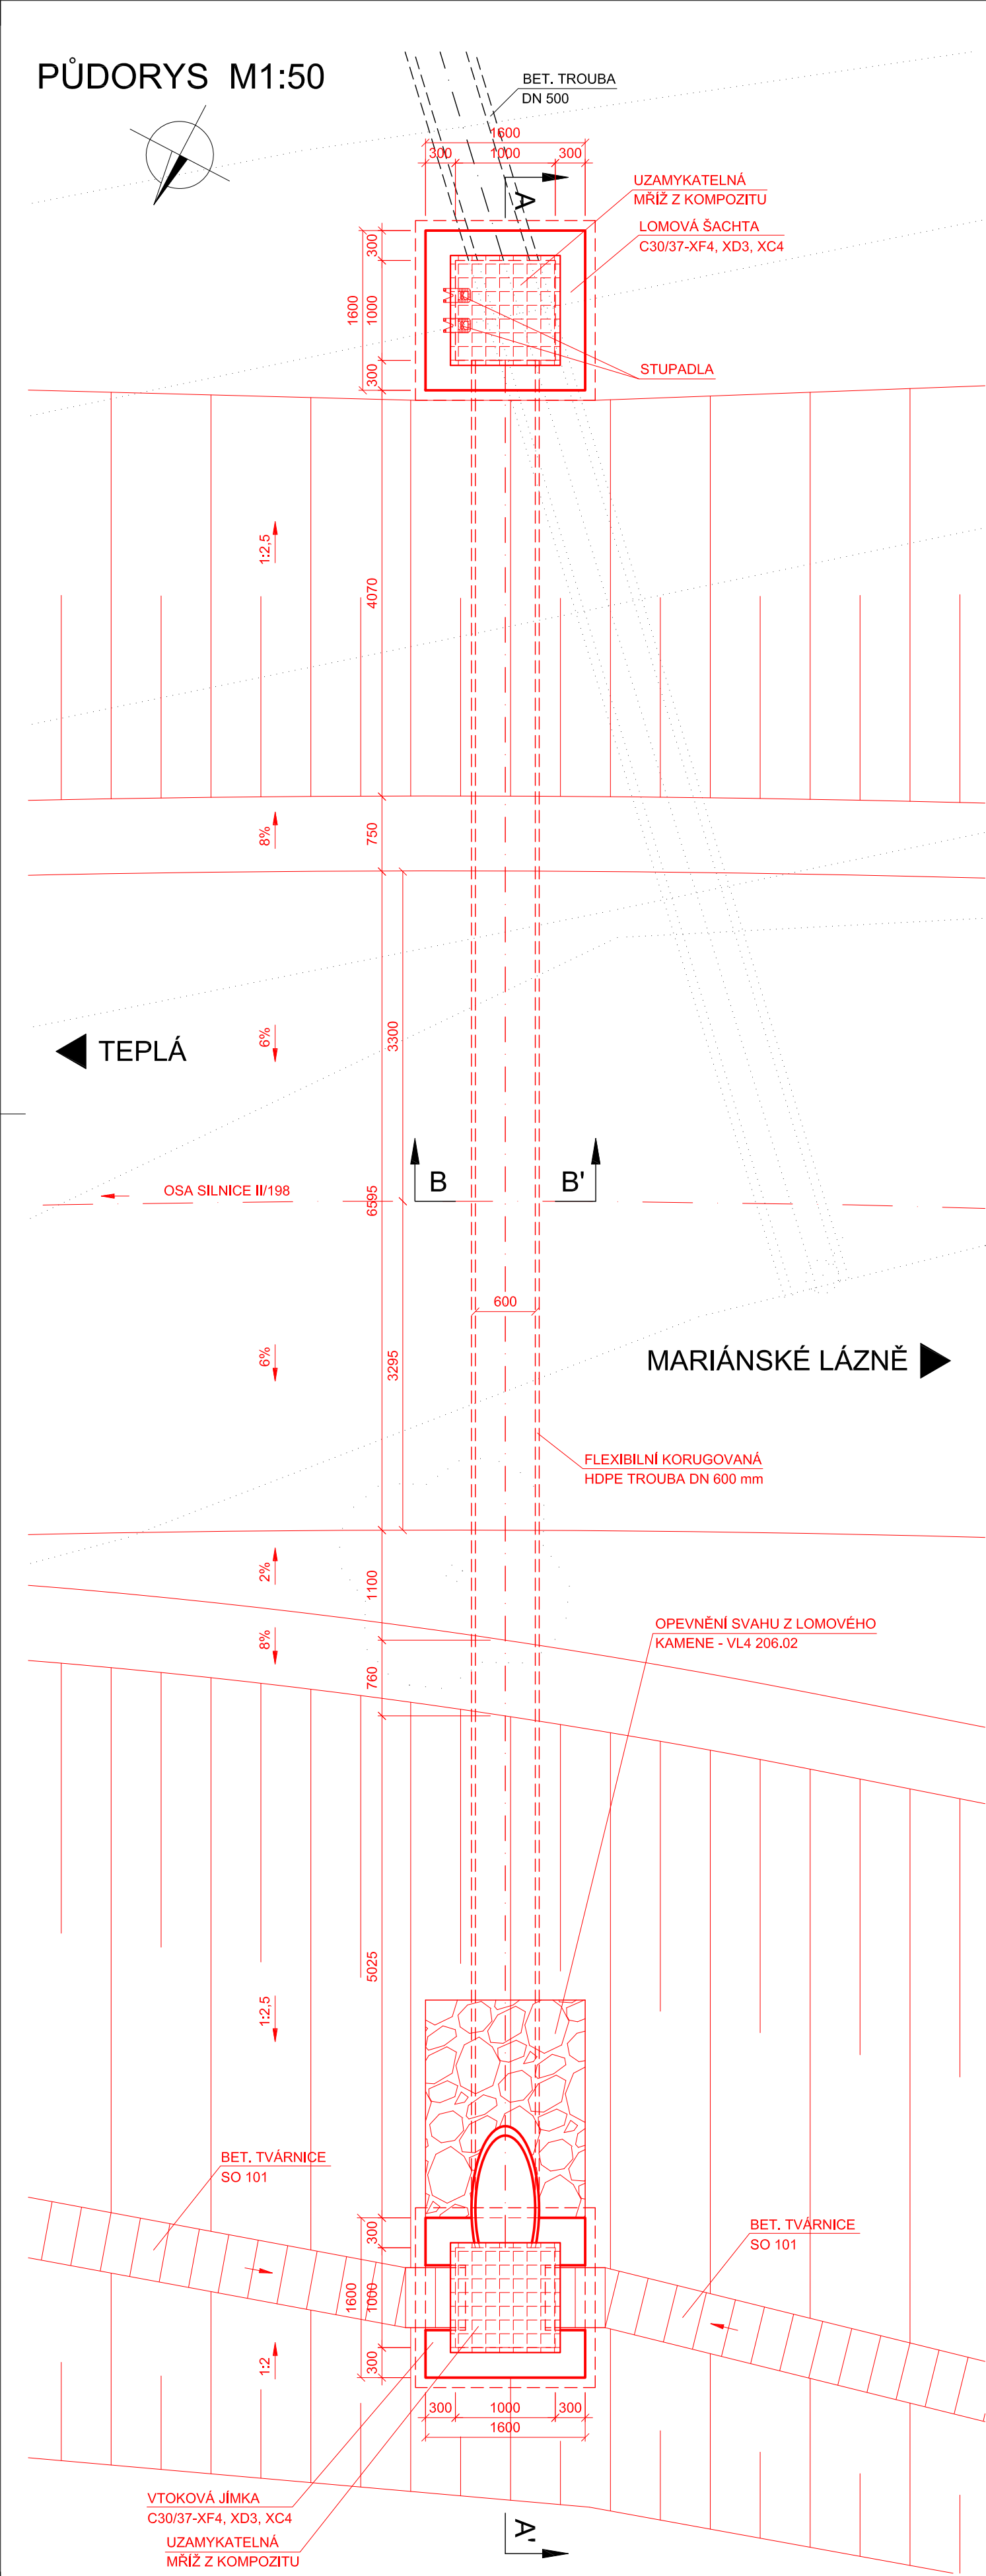 PŮDORYS M1:50
BET. TROUBA
DN 500
1600
300 1000 300
A
UZAMYKATELNÁ
MŘÍŽ Z KOMPOZITU
LOMOVÁ ŠACHTA
C30/37-XF4, XD3, XC4
300
1600
1000
300
STUPADLA
1:2,5
4070
8%
750
3300
6%
TEPLÁ
B
B'
OSA SILNICE II/198
6595
600
6%
3295
MARIÁNSKÉ LÁZNĚ
FLEXIBILNÍ KORUGOVANÁ
HDPE TROUBA DN 600 mm
2%
1100
OPEVNĚNÍ SVAHU Z LOMOVÉHO
KAMENE - VL4 206.02
8%
760
5025
1:2,5
BET. TVÁRNICE
SO 101
BET. TVÁRNICE
SO 101
300
1600
1000
300
1:2
300 1000 300
1600
VTOKOVÁ JÍMKA
C30/37-XF4, XD3, XC4
UZAMYKATELNÁ
MŘÍŽ Z KOMPOZITU
A'